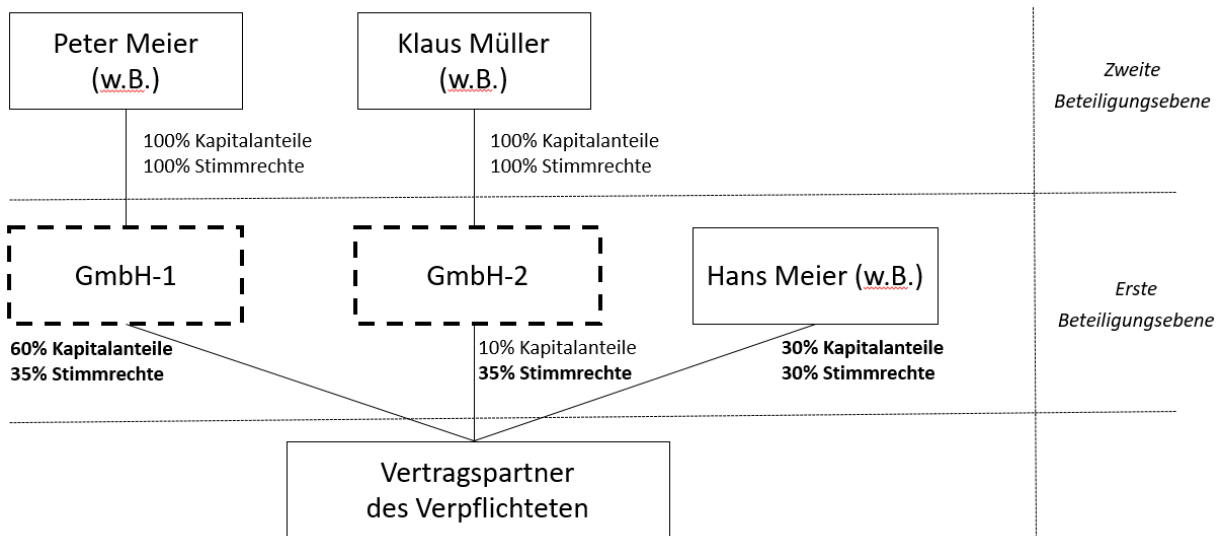 Peter Meier
(w.B.)
Klaus Müller
(w.B.)
Zweite
Beteiligungsebene
100% Kapitalanteile
100% Stimmrechte
100% Kapitalanteile
100% Stimmrechte
GmbH-1
GmbH-2
Hans Meier (w.B.)
Erste
Beteiligungsebene
60% Kapitalanteile
35% Stimmrechte
10% Kapitalanteile
35% Stimmrechte
30% Kapitalanteile
30% Stimmrechte
Vertragspartner
des Verpflichteten